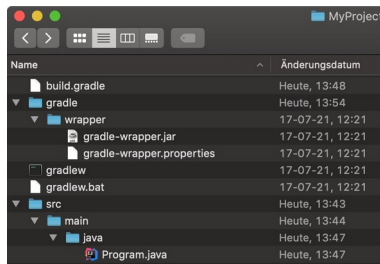 MyProject
Name Änderungsdatum
build.gradle Heute, 13:48
gradle Heute, 13:54
wrapper 17-07-21, 12:21
gradle-wrapper.jar 17-07-21, 12:21
gradle-wrapper.properties 17-07-21, 12:21
gradlew 17-07-21, 12:21
gradlew.bat 17-07-21, 12:21
src Heute, 13:43
main Heute, 13:44
java Heute, 13:47
Program.java Heute, 13:47